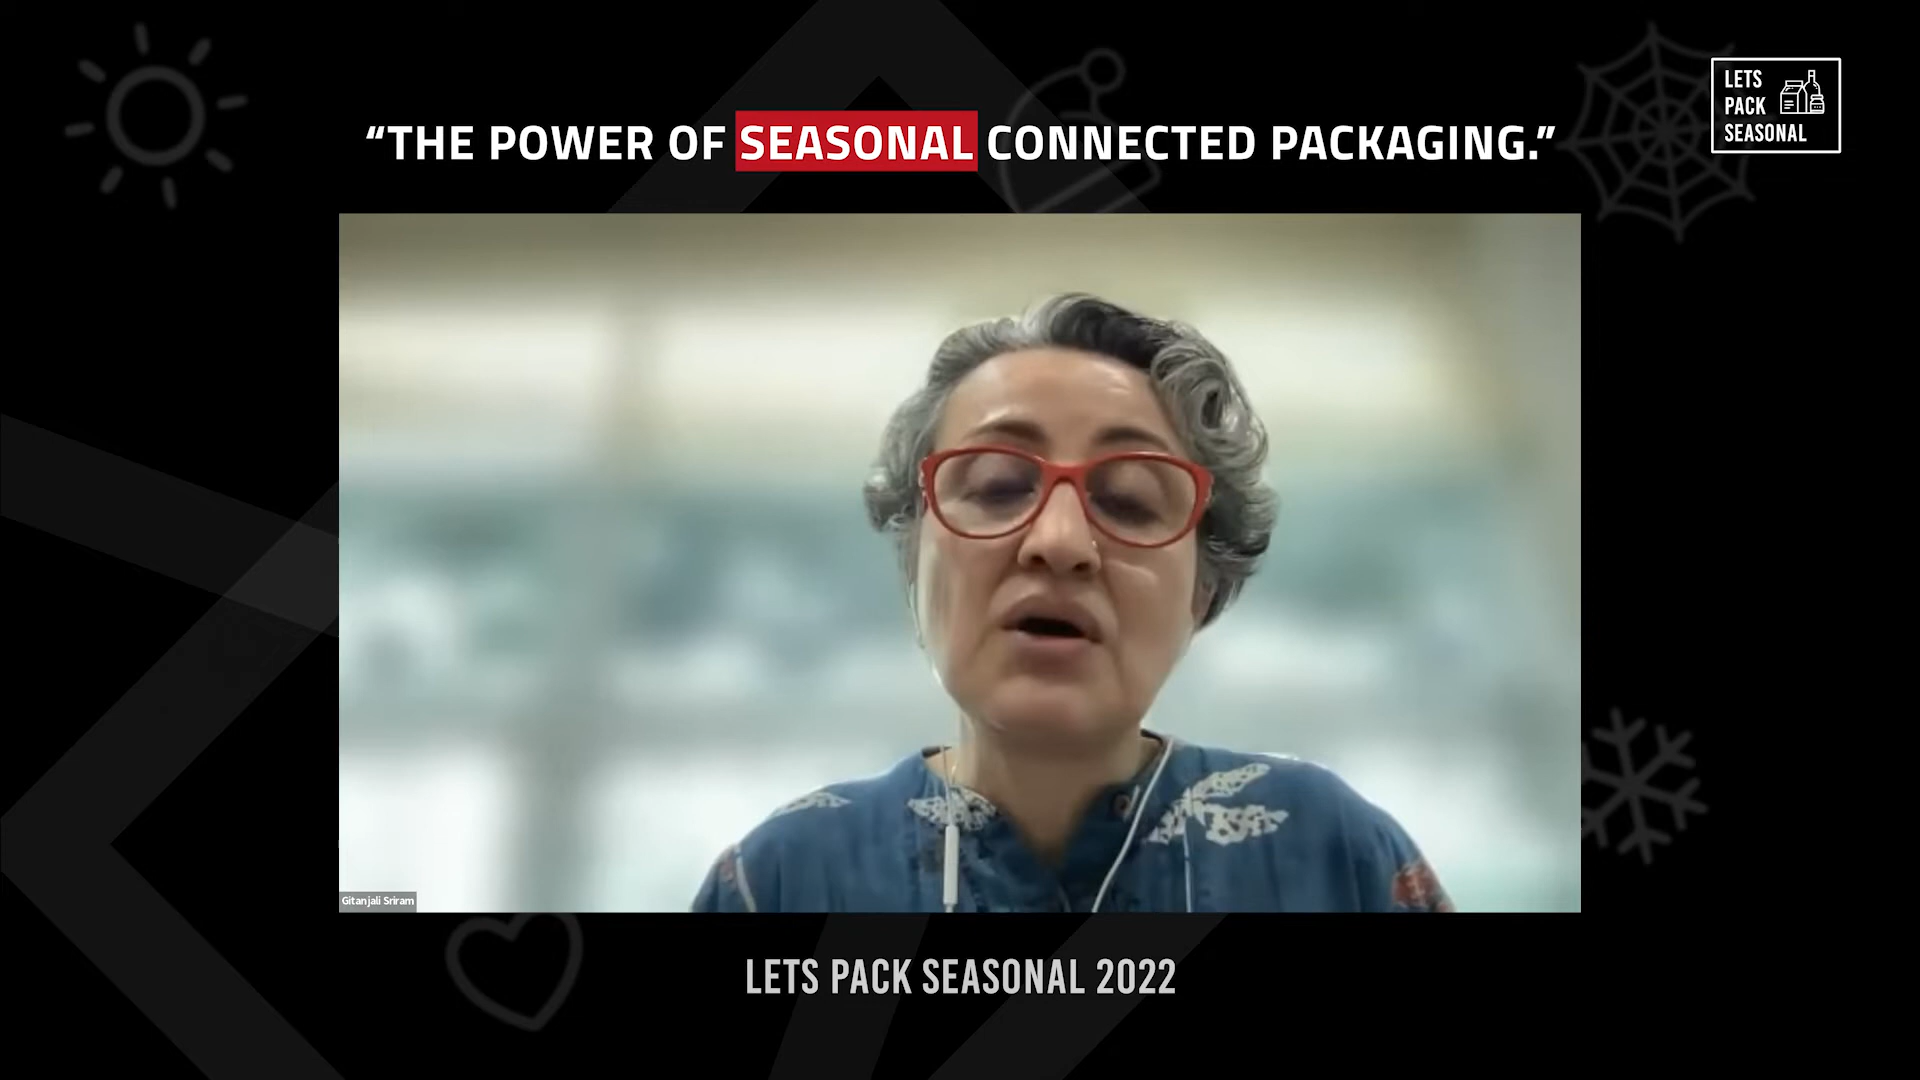 “THE POWER OF SEASONAL CONNECTED PACKAGING.”
LETS
PACK
SEASONAL
Gitanjali Sriram
LETS PACK SEASONAL 2022